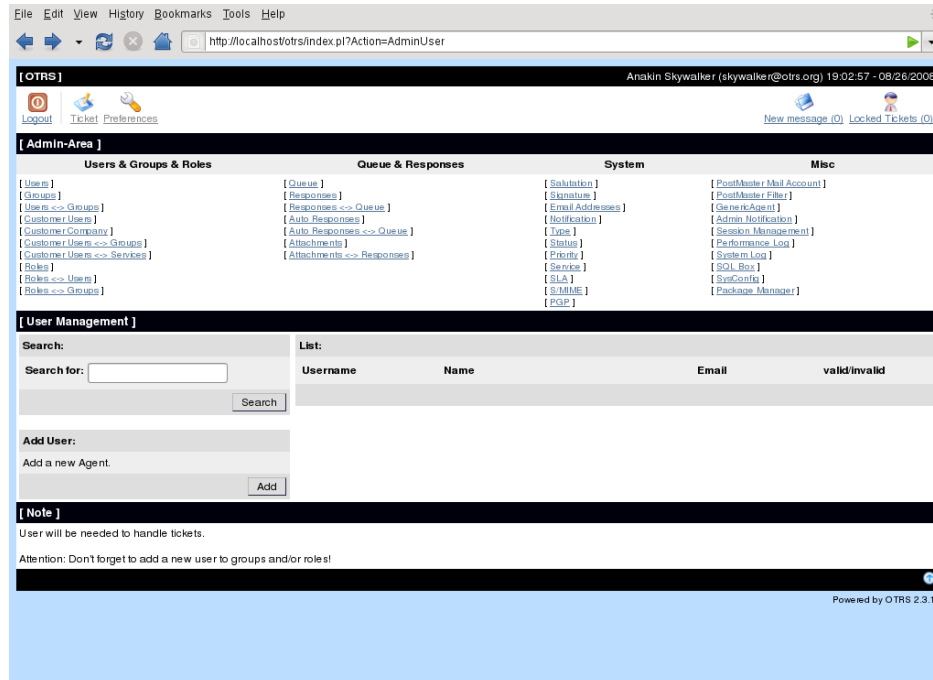 File Edit View History Bookmarks Tools Help
http://localhost/otrs/index.pl?Action=AdminUser
[ OTRS ] Anakin Skywalker (skywalker@otrs.org) 19:02:57 - 08/26/2008
Logout Ticket Preferences New message (0) Locked Tickets (0)
[ Admin-Area ]
Users & Groups & Roles Queue & Responses System Misc
[ Users ] [ Queue ] [ Salutation ] [ PostMaster Mail Account ]
[ Groups ] [ Responses ] [ Signature ] [ PostMaster Filter ]
[ Users <-> Groups ] [ Responses <-> Queue ] [ Email Addresses ] [ GenericAgent ]
[ Customer Users ] [ Auto Responses ] [ Notification ] [ Admin Notification ]
[ Customer Company ] [ Auto Responses <-> Queue ] [ Type ] [ Session Management ]
[ Customer Users <-> Groups ] [ Attachments ] [ Status ] [ Performance Log ]
[ Customer Users <-> Services ] [ Attachments <-> Responses ] [ Priority ] [ System Log ]
[ Roles ] [ Service ] [ SQL Box ]
[ Roles <-> Users ] [ SLA ] [ SysConfig ]
[ Roles <-> Groups ] [ S/MIME ] [ Package Manager ]
[ PGP ]
[ User Management ]
Search: List:
Search for: Username Name Email valid/invalid
Search
Add User:
Add a new Agent.
Add
[ Note ]
User will be needed to handle tickets.
Attention: Don't forget to add a new user to groups and/or roles!
Powered by OTRS 2.3.1